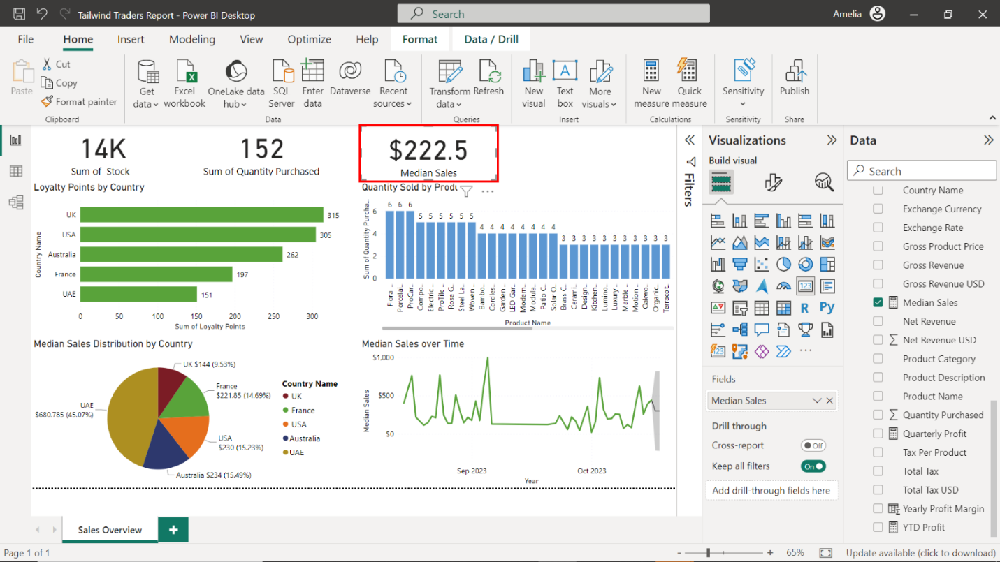 Tailwind Traders Report - Power BI Desktop
Search
Amelia
File
Home
Insert
Modeling
View
Optimize
Help
Format
Data / Drill
Paste
Cut
Copy
Format painter
Clipboard
Get
data
Excel
workbook
OneLake data
hub
SQL
Server
Enter
data
Dataverse
Recent
sources
Data
Transform
data
Refresh
Queries
New
visual
A
Text
box
More
visuals
Insert
New
measure
Quick
measure
Calculations
Sensitivity
Sensitivity
Publish
Share
14K
Sum of Stock
152
Sum of Quantity Purchased
$222.5
Median Sales
Loyalty Points by Country
Country Name
UK
315
USA
305
Australia
262
France
197
UAE
151
0 50 100 150 200 250 300
Sum of Loyalty Points
Quantity Sold by Produ
Sum of Quantity Purcha...
6
4
2
0
6 6 6 5 5 5 5 5 5 4 4 4 4 4 4 4 4 3 3 3 3 3 3 3 3 3 3 3
Floral ...
Porcelai...
ProCar...
Compo...
Electric ...
ProTile ...
Rose G...
Steel La...
Woven ...
Bambo...
Cordles...
Garden ...
LED Gar...
Modern...
Modula...
Patio C...
Solar O...
Brass C...
Cerami...
Design...
Kitchen...
Lumino...
Luxury ...
Marble ...
Motion ...
Oakwo...
Organic...
Terracot...
Product Name
Median Sales Distribution by Country
UK $144 (9.53%)
France
$221.85 (14.69%)
USA
$230 (15.23%)
Australia $234 (15.49%)
UAE
$680.785 (45.07%)
Country Name
UK
France
USA
Australia
UAE
Median Sales over Time
Median Sales
$1,000
$500
$0
Sep 2023
Oct 2023
Year
Filters
Visualizations
Build visual
123
R
Py
123
...
Fields
Median Sales
Drill through
Cross-report
Off
Keep all filters
On
Add drill-through fields here
Data
Search
Country Name
Exchange Currency
Exchange Rate
Gross Product Price
Gross Revenue
Gross Revenue USD
Median Sales
Net Revenue
Net Revenue USD
Product Category
Product Description
Product Name
Quantity Purchased
Quarterly Profit
Tax Per Product
Total Tax
Total Tax USD
Yearly Profit Margin
YTD Profit
Sales Overview
+
Page 1 of 1
- + 65%
Update available (click to download)